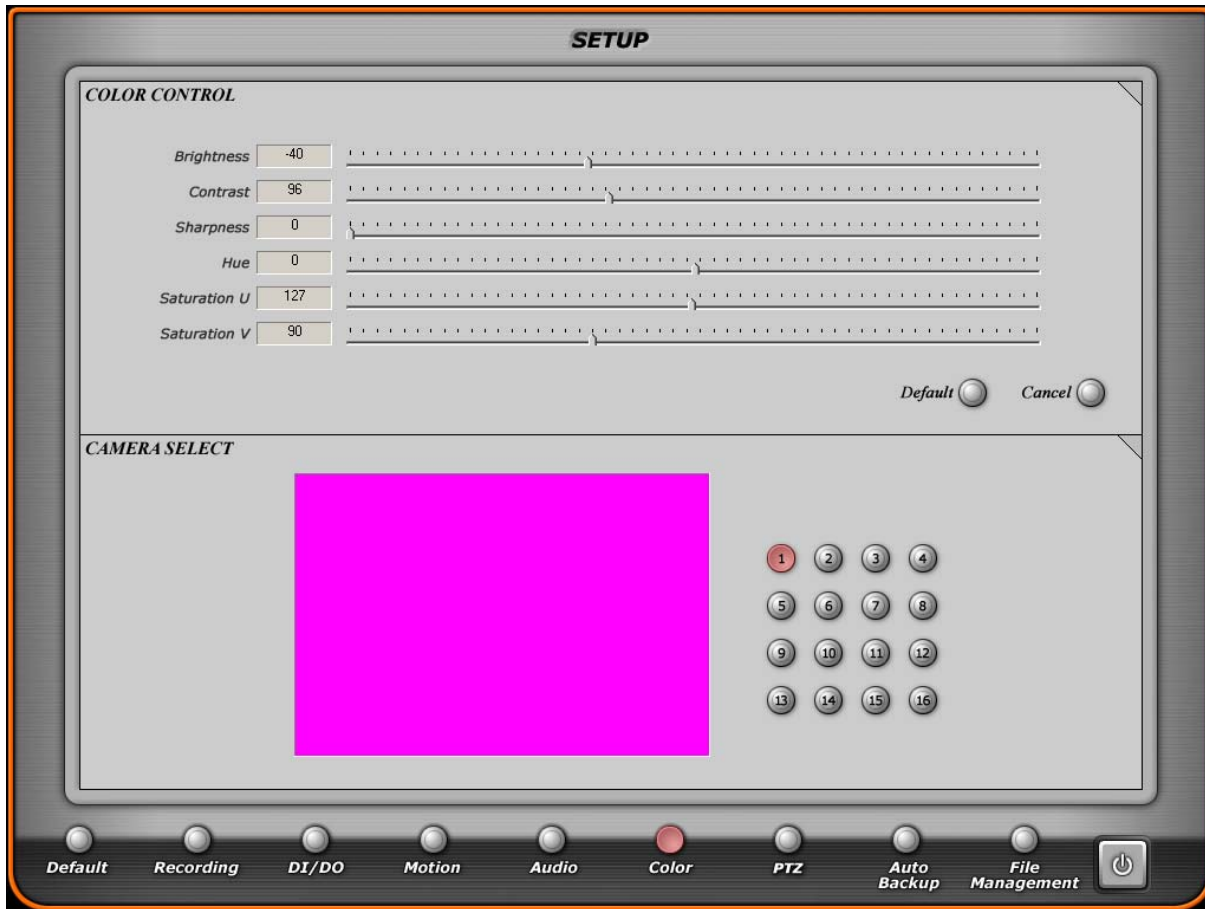 SETUP
COLOR CONTROL
Brightness -40
Contrast 96
Sharpness 0
Hue 0
Saturation U 127
Saturation V 90
Default Cancel
CAMERA SELECT
1 2 3 4
5 6 7 8
9 10 11 12
13 14 15 16
Default Recording DI/DO Motion Audio Color PTZ Auto Backup File Management